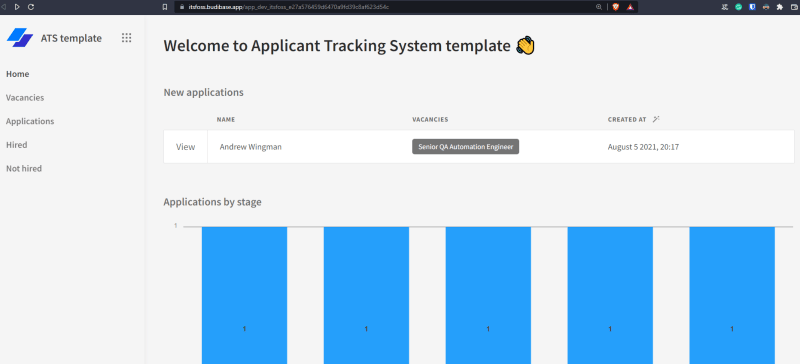 itsfoss.budibase.app/app_dev_itsfoss_e27a576459d6470a9fd39c8af623d54c
ATS template
Home
Vacancies
Applications
Hired
Not hired
Welcome to Applicant Tracking System template 👋
New applications
NAME VACANCIES CREATED AT
View Andrew Wingman Senior QA Automation Engineer August 5 2021, 20:17
Applications by stage
1
1 1 1 1 1